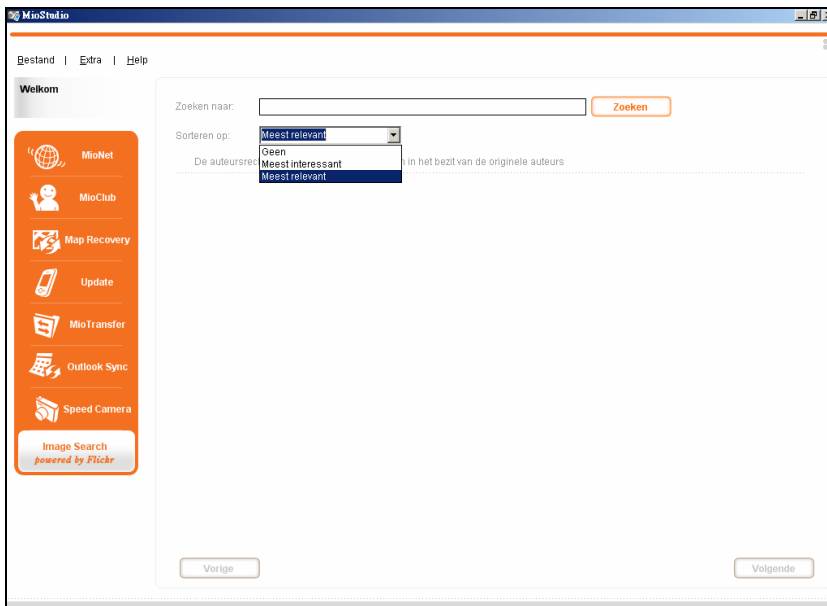 MioStudio
Bestand | Extra | Help
Welkom
MioNet
MioClub
Map Recovery
Update
MioTransfer
Outlook Sync
Speed Camera
Image Search
powered by Flickr
Zoeken naar:
Zoeken
Sorteren op: Meest relevant
Geen
Meest interessant
Meest relevant
De auteursrec in het bezit van de originele auteurs
Vorige
Volgende